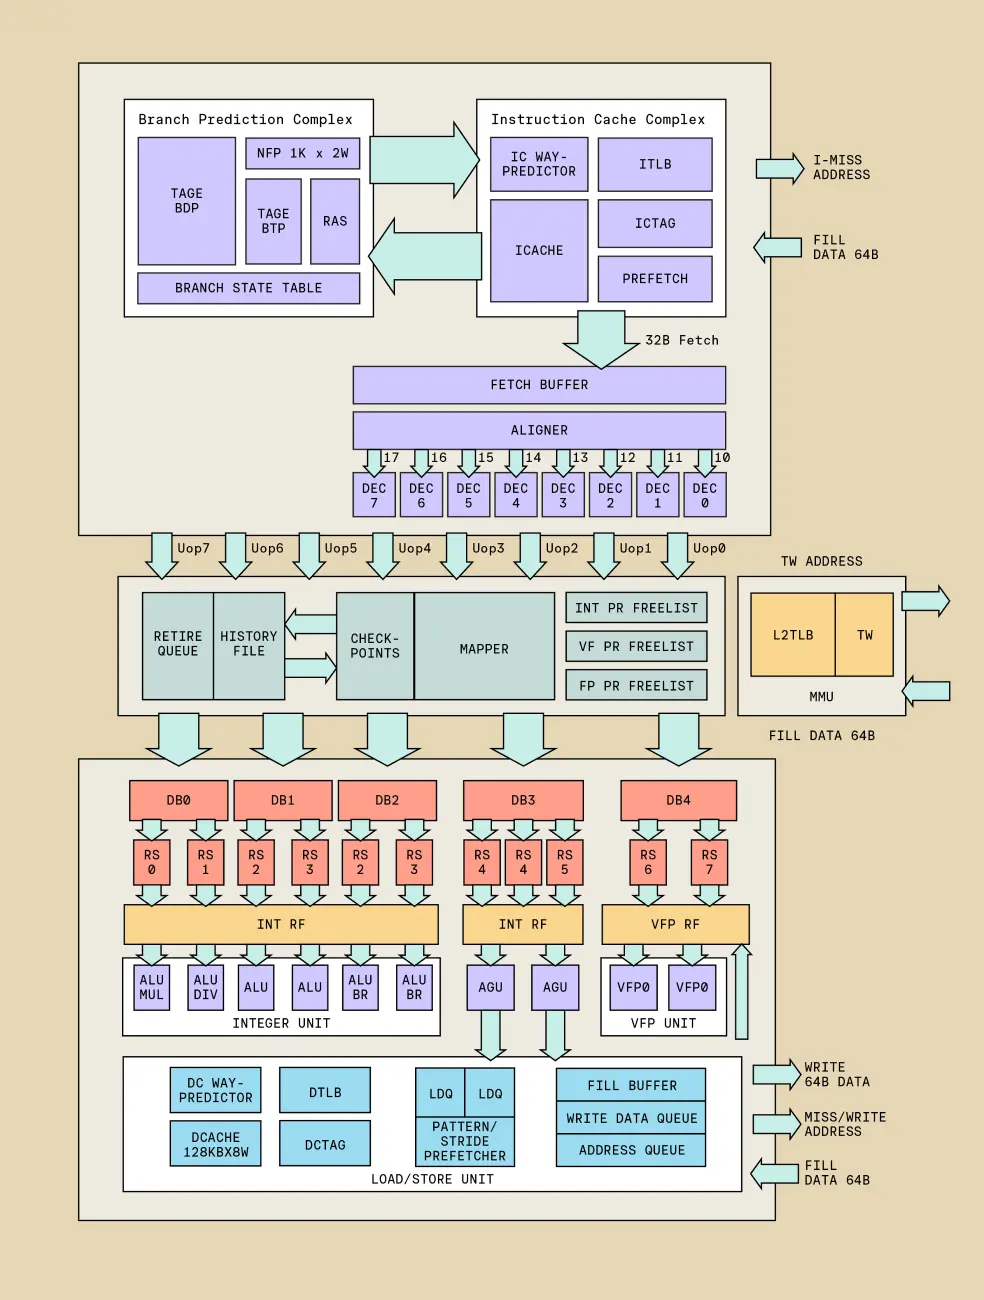 Branch Prediction Complex
TAGE
BDP
NFP 1K x 2W
TAGE
BTP
RAS
BRANCH STATE TABLE
Instruction Cache Complex
IC WAY-
PREDICTOR
ITLB
ICACHE
ICTAG
PREFETCH
I-MISS
ADDRESS
FILL
DATA 64B
32B Fetch
FETCH BUFFER
ALIGNER
17 16 15 14 13 12 11 10
DEC
7
DEC
6
DEC
5
DEC
4
DEC
3
DEC
2
DEC
1
DEC
0
Uop7 Uop6 Uop5 Uop4 Uop3 Uop2 Uop1 Uop0
RETIRE
QUEUE
HISTORY
FILE
CHECK-
POINTS
MAPPER
INT PR FREELIST
VF PR FREELIST
FP PR FREELIST
TW ADDRESS
L2TLB
TW
MMU
FILL DATA 64B
DB0 DB1 DB2 DB3 DB4
RS
0
RS
1
RS
2
RS
3
RS
2
RS
3
RS
4
RS
4
RS
5
RS
6
RS
7
INT RF
INT RF
VFP RF
ALU
MUL
ALU
DIV
ALU
ALU
ALU
BR
ALU
BR
INTEGER UNIT
AGU
AGU
VFP0
VFP0
VFP UNIT
DC WAY-
PREDICTOR
DTLB
DCACHE
128KBX8W
DCTAG
LDQ
LDQ
PATTERN/
STRIDE
PREFETCHER
FILL BUFFER
WRITE DATA QUEUE
ADDRESS QUEUE
LOAD/STORE UNIT
WRITE
64B DATA
MISS/WRITE
ADDRESS
FILL
DATA 64B